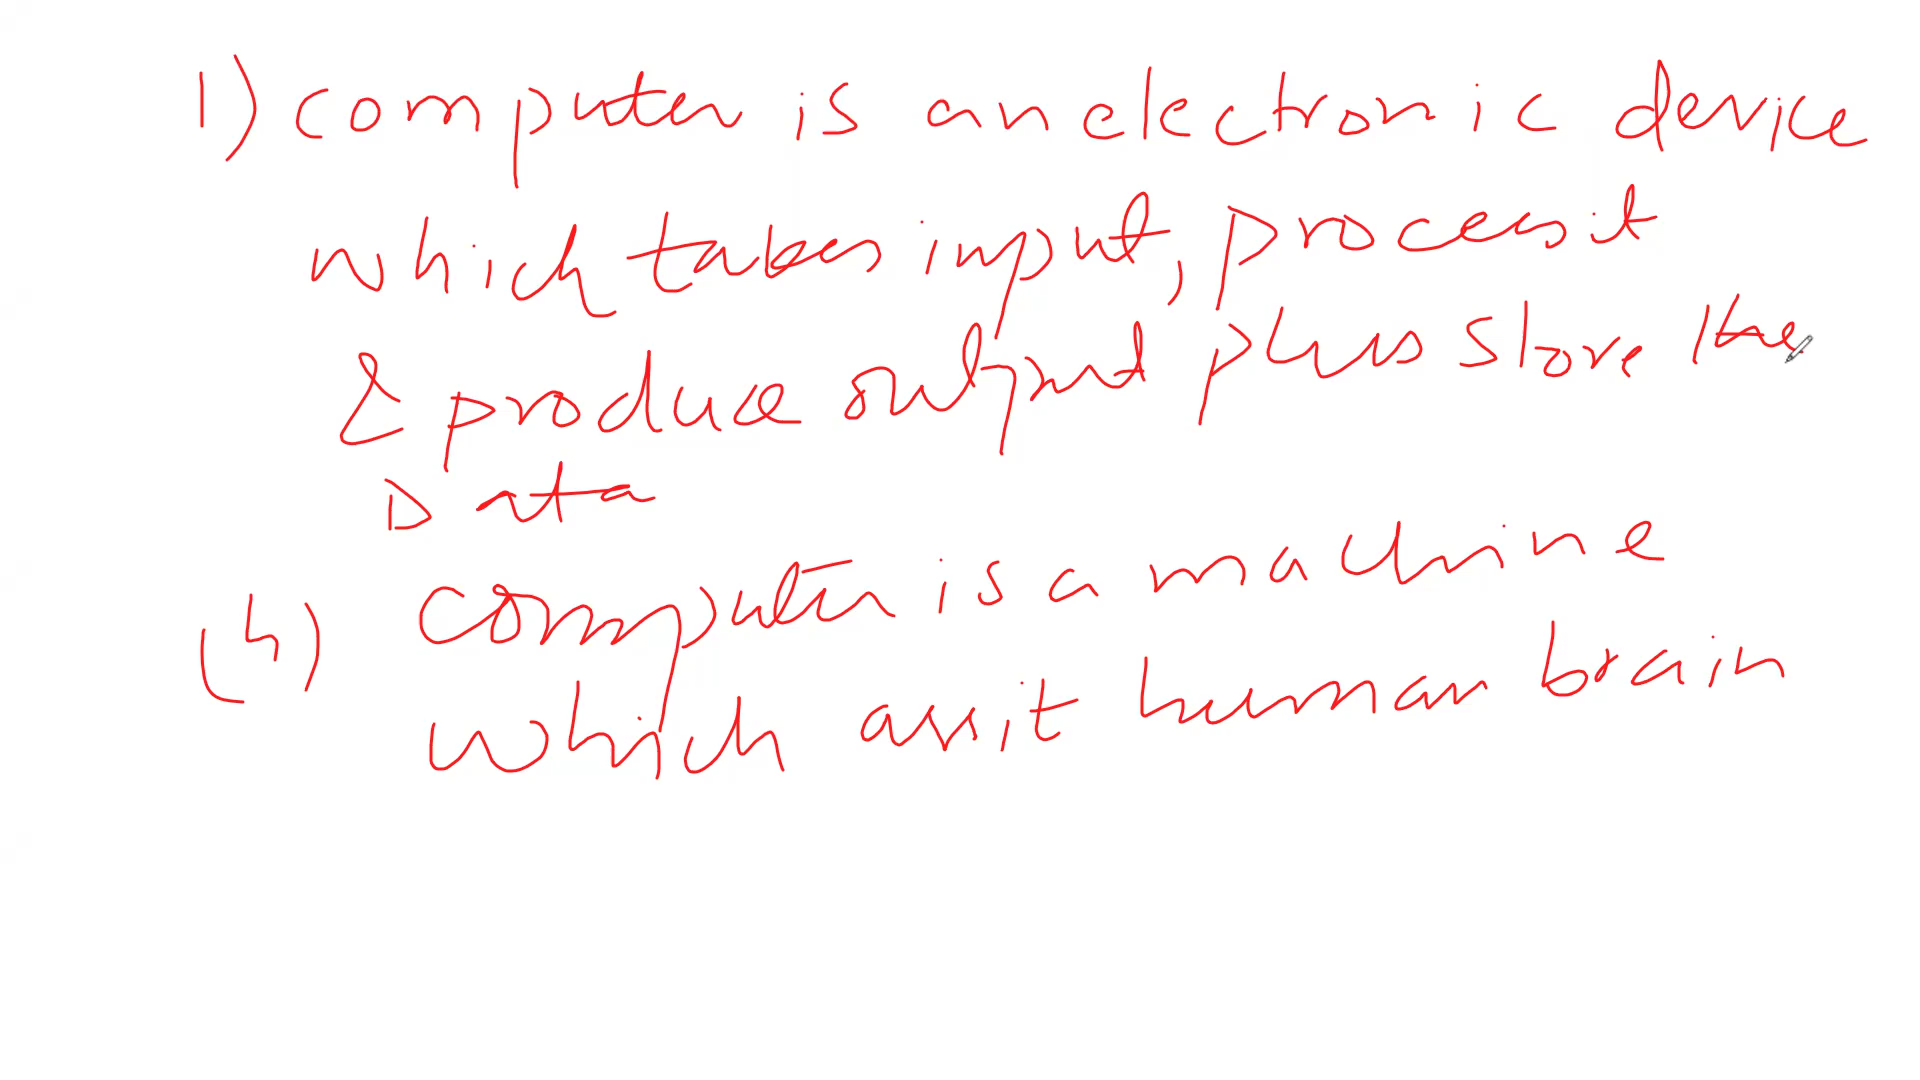 1) computer is an electronic device
which takes input, process it
& produce output plus store the
Data
(4) computer is a machine
which assit human brain